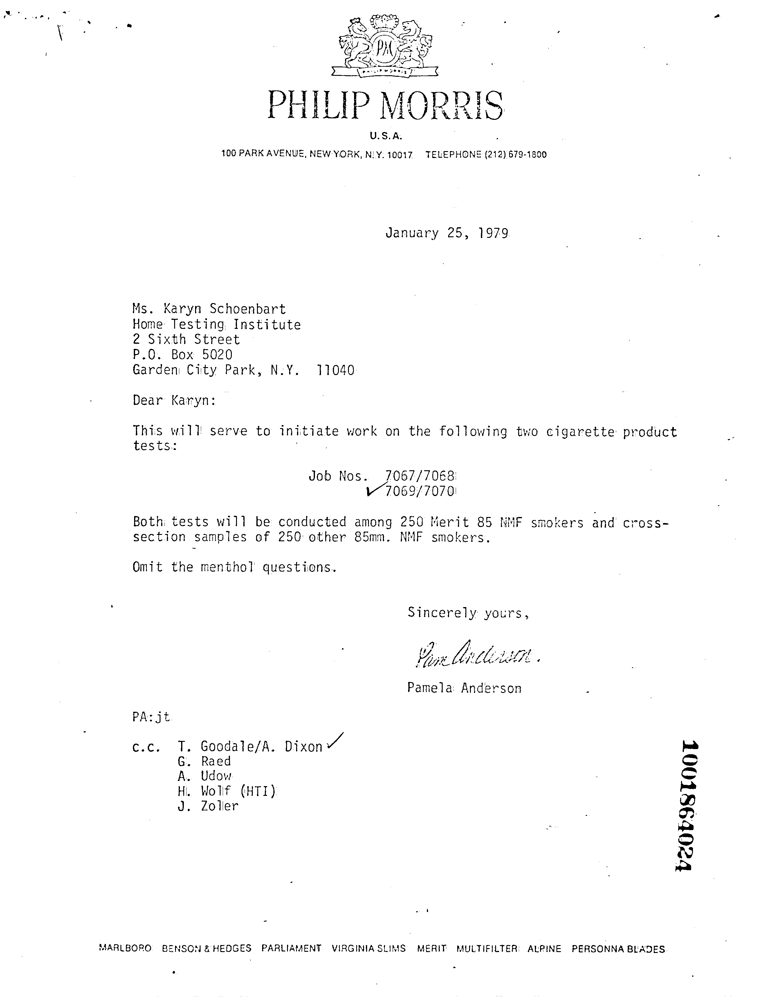 PM
PHILIP MORRIS
PHILIP MORRIS
U.S.A.
100 PARK AVENUE, NEW YORK, N.Y. 10017 TELEPHONE (212) 679-1800
January 25, 1979
Ms. Karyn Schoenbart
Home Testing Institute
2 Sixth Street
P.O. Box 5020
Garden City Park, N.Y. 11040
Dear Karyn:
This will serve to initiate work on the following two cigarette product
tests:
Job Nos. 7067/7068
✓7069/7070
Both tests will be conducted among 250 Merit 85 NMF smokers and cross-
section samples of 250 other 85mm. NMF smokers.
Omit the menthol questions.
Sincerely yours,
Pam Anderson.
Pamela Anderson
PA:jt
c.c. T. Goodale/A. Dixon ✓
G. Raed
A. Udow
H. Wolf (HTI)
J. Zoler
1001864024
MARLBORO BENSON & HEDGES PARLIAMENT VIRGINIA SLIMS MERIT MULTIFILTER ALPINE PERSONNA BLADES